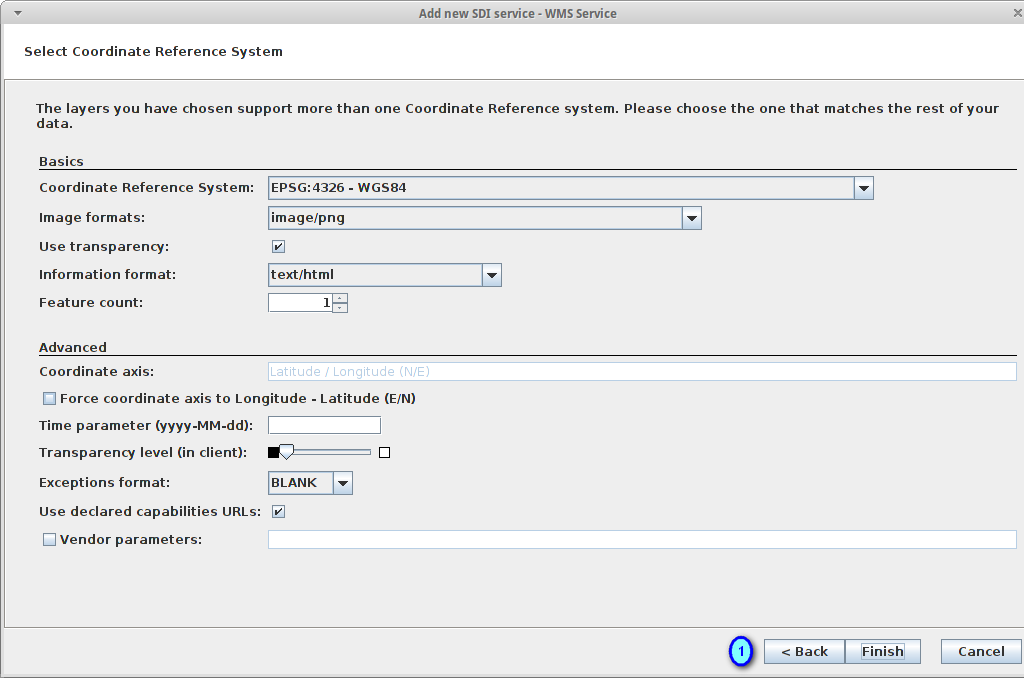 Add new SDI service - WMS Service
Select Coordinate Reference System
The layers you have chosen support more than one Coordinate Reference system. Please choose the one that matches the rest of your
data.
Basics
Coordinate Reference System: EPSG:4326 - WGS84
Image formats: image/png
Use transparency:
Information format: text/html
Feature count: 1
Advanced
Coordinate axis: Latitude / Longitude (N/E)
Force coordinate axis to Longitude - Latitude (E/N)
Time parameter (yyyy-MM-dd):
Transparency level (in client):
Exceptions format: BLANK
Use declared capabilities URLs:
Vendor parameters:
1 < Back Finish Cancel